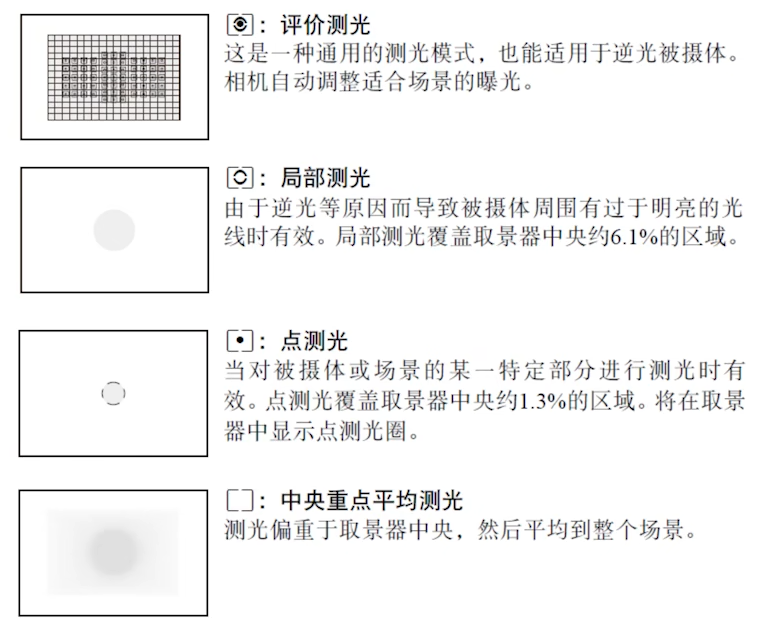 ：评价测光
这是一种通用的测光模式，也能适用于逆光被摄体。
相机自动调整适合场景的曝光。
：局部测光
由于逆光等原因而导致被摄体周围有过于明亮的光
线时有效。局部测光覆盖取景器中央约6.1%的区域。
：点测光
当对被摄体或场景的某一特定部分进行测光时有
效。点测光覆盖取景器中央约1.3%的区域。将在取景
器中显示点测光圈。
：中央重点平均测光
测光偏重于取景器中央，然后平均到整个场景。